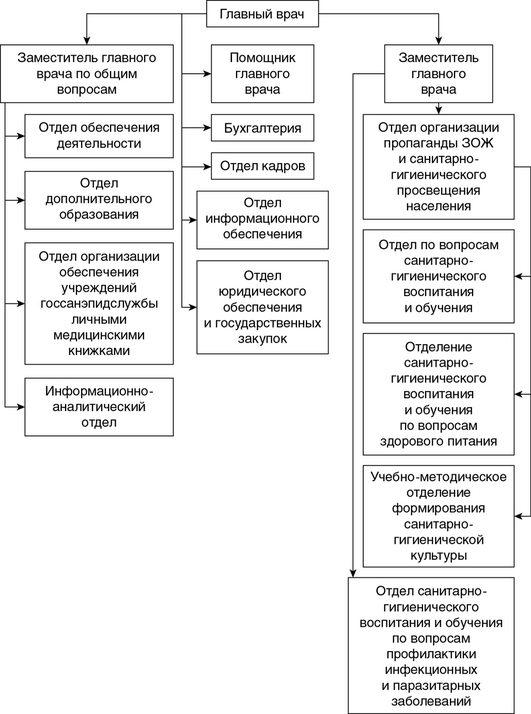 Главный врач
Заместитель главного
врача по общим
вопросам
Отдел обеспечения
деятельности
Отдел
дополнительного
образования
Отдел организации
обеспечения
учреждений
госсанэпидслужбы
личными
медицинскими
книжками
Информационно-
аналитический
отдел
Помощник
главного
врача
Бухгалтерия
Отдел кадров
Отдел
информационного
обеспечения
Отдел
юридического
обеспечения
и государственных
закупок
Заместитель
главного
врача
Отдел организации
пропаганды ЗОЖ
и санитарно-
гигиенического
просвещения
населения
Отдел по вопросам
санитарно-
гигиенического
воспитания
и обучения
Отделение
санитарно-
гигиенического
воспитания
и обучения
по вопросам
здорового питания
Учебно-методическое
отделение
формирования
санитарно-
гигиенической
культуры
Отдел санитарно-
гигиенического
воспитания и обучения
по вопросам
профилактики
инфекционных
и паразитарных
заболеваний